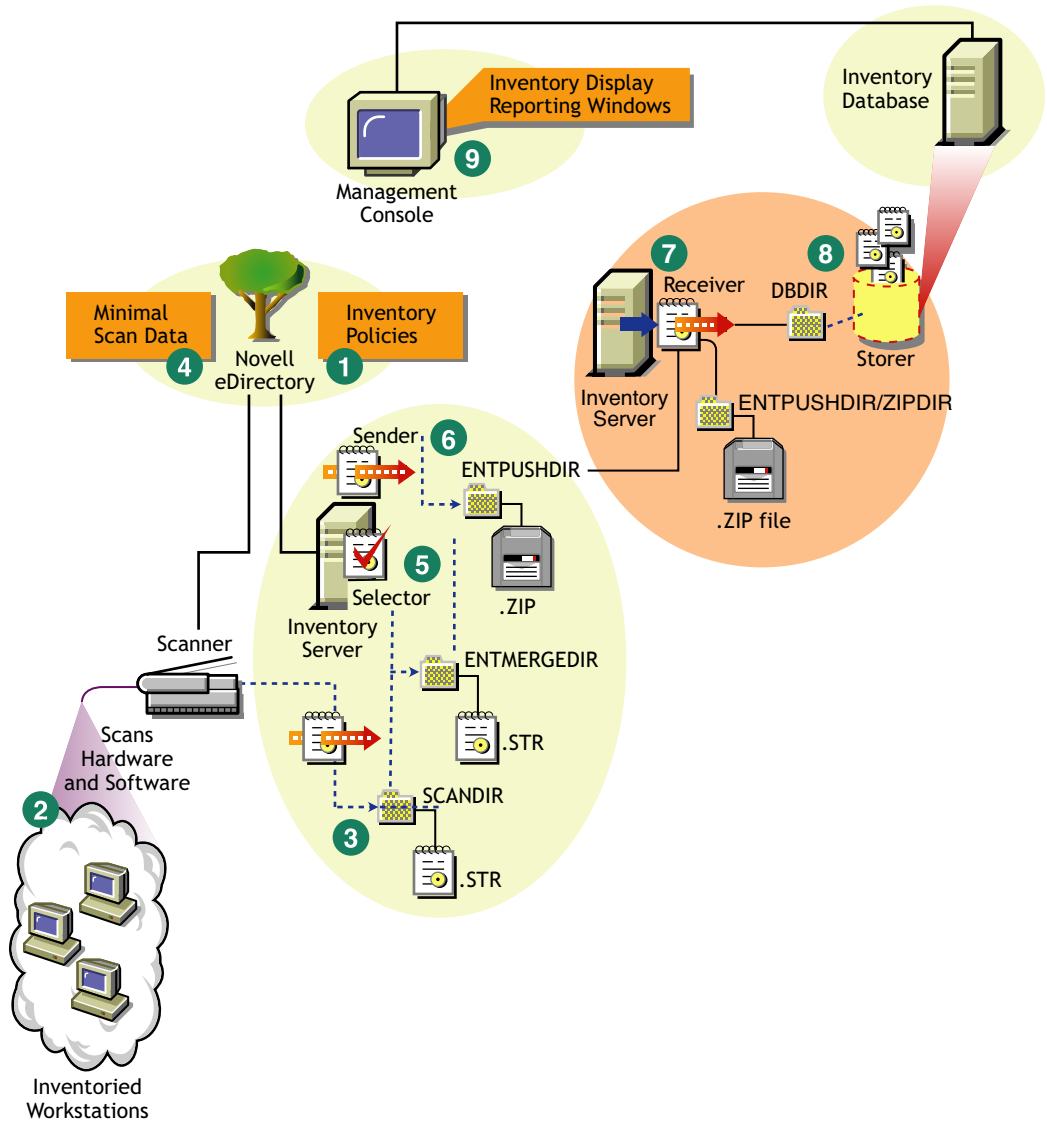 Inventory Display
Reporting Windows
Inventory
Database
9
Management
Console
7
Receiver
8
DBDIR
Storer
Inventory
Server
ENTPUSHDIR/ZIPDIR
.ZIP file
Minimal
Scan Data
4
Novell
eDirectory
Inventory
Policies
1
Sender
6
ENTPUSHDIR
.ZIP
5
Selector
Inventory
Server
ENTMERGEDIR
.STR
Scanner
Scans
Hardware
and Software
SCANDIR
3
.STR
2
Inventoried
Workstations